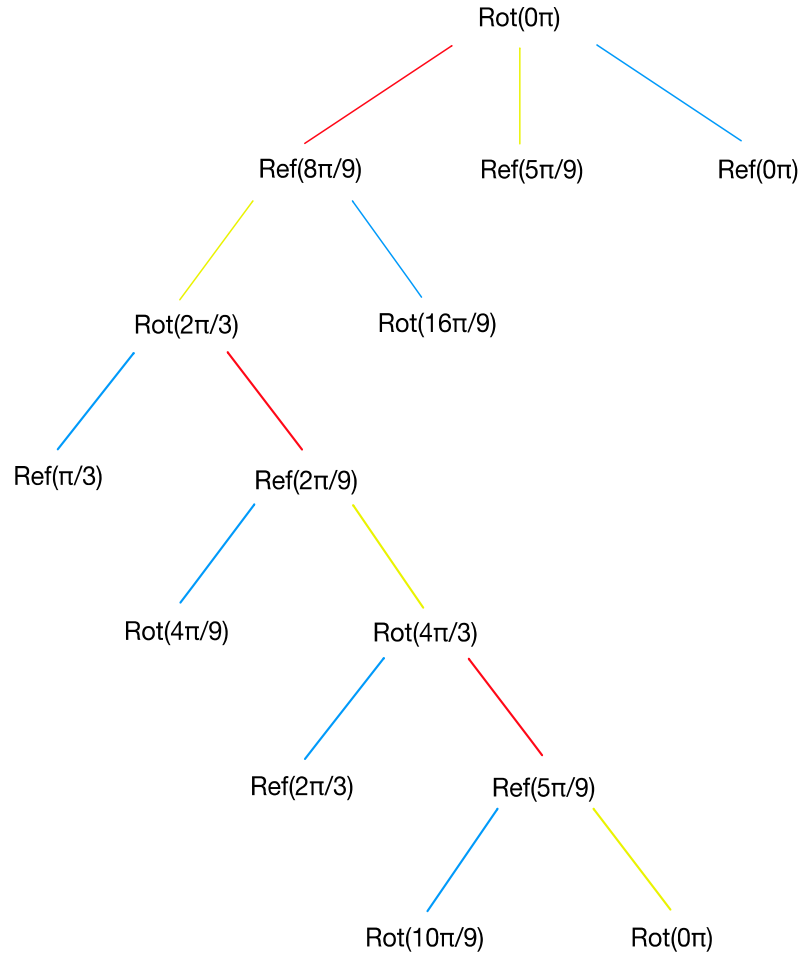 Rot(0π)
Ref(8π/9)
Ref(5π/9)
Ref(0π)
Rot(2π/3)
Rot(16π/9)
Ref(π/3)
Ref(2π/9)
Rot(4π/9)
Rot(4π/3)
Ref(2π/3)
Ref(5π/9)
Rot(10π/9)
Rot(0π)